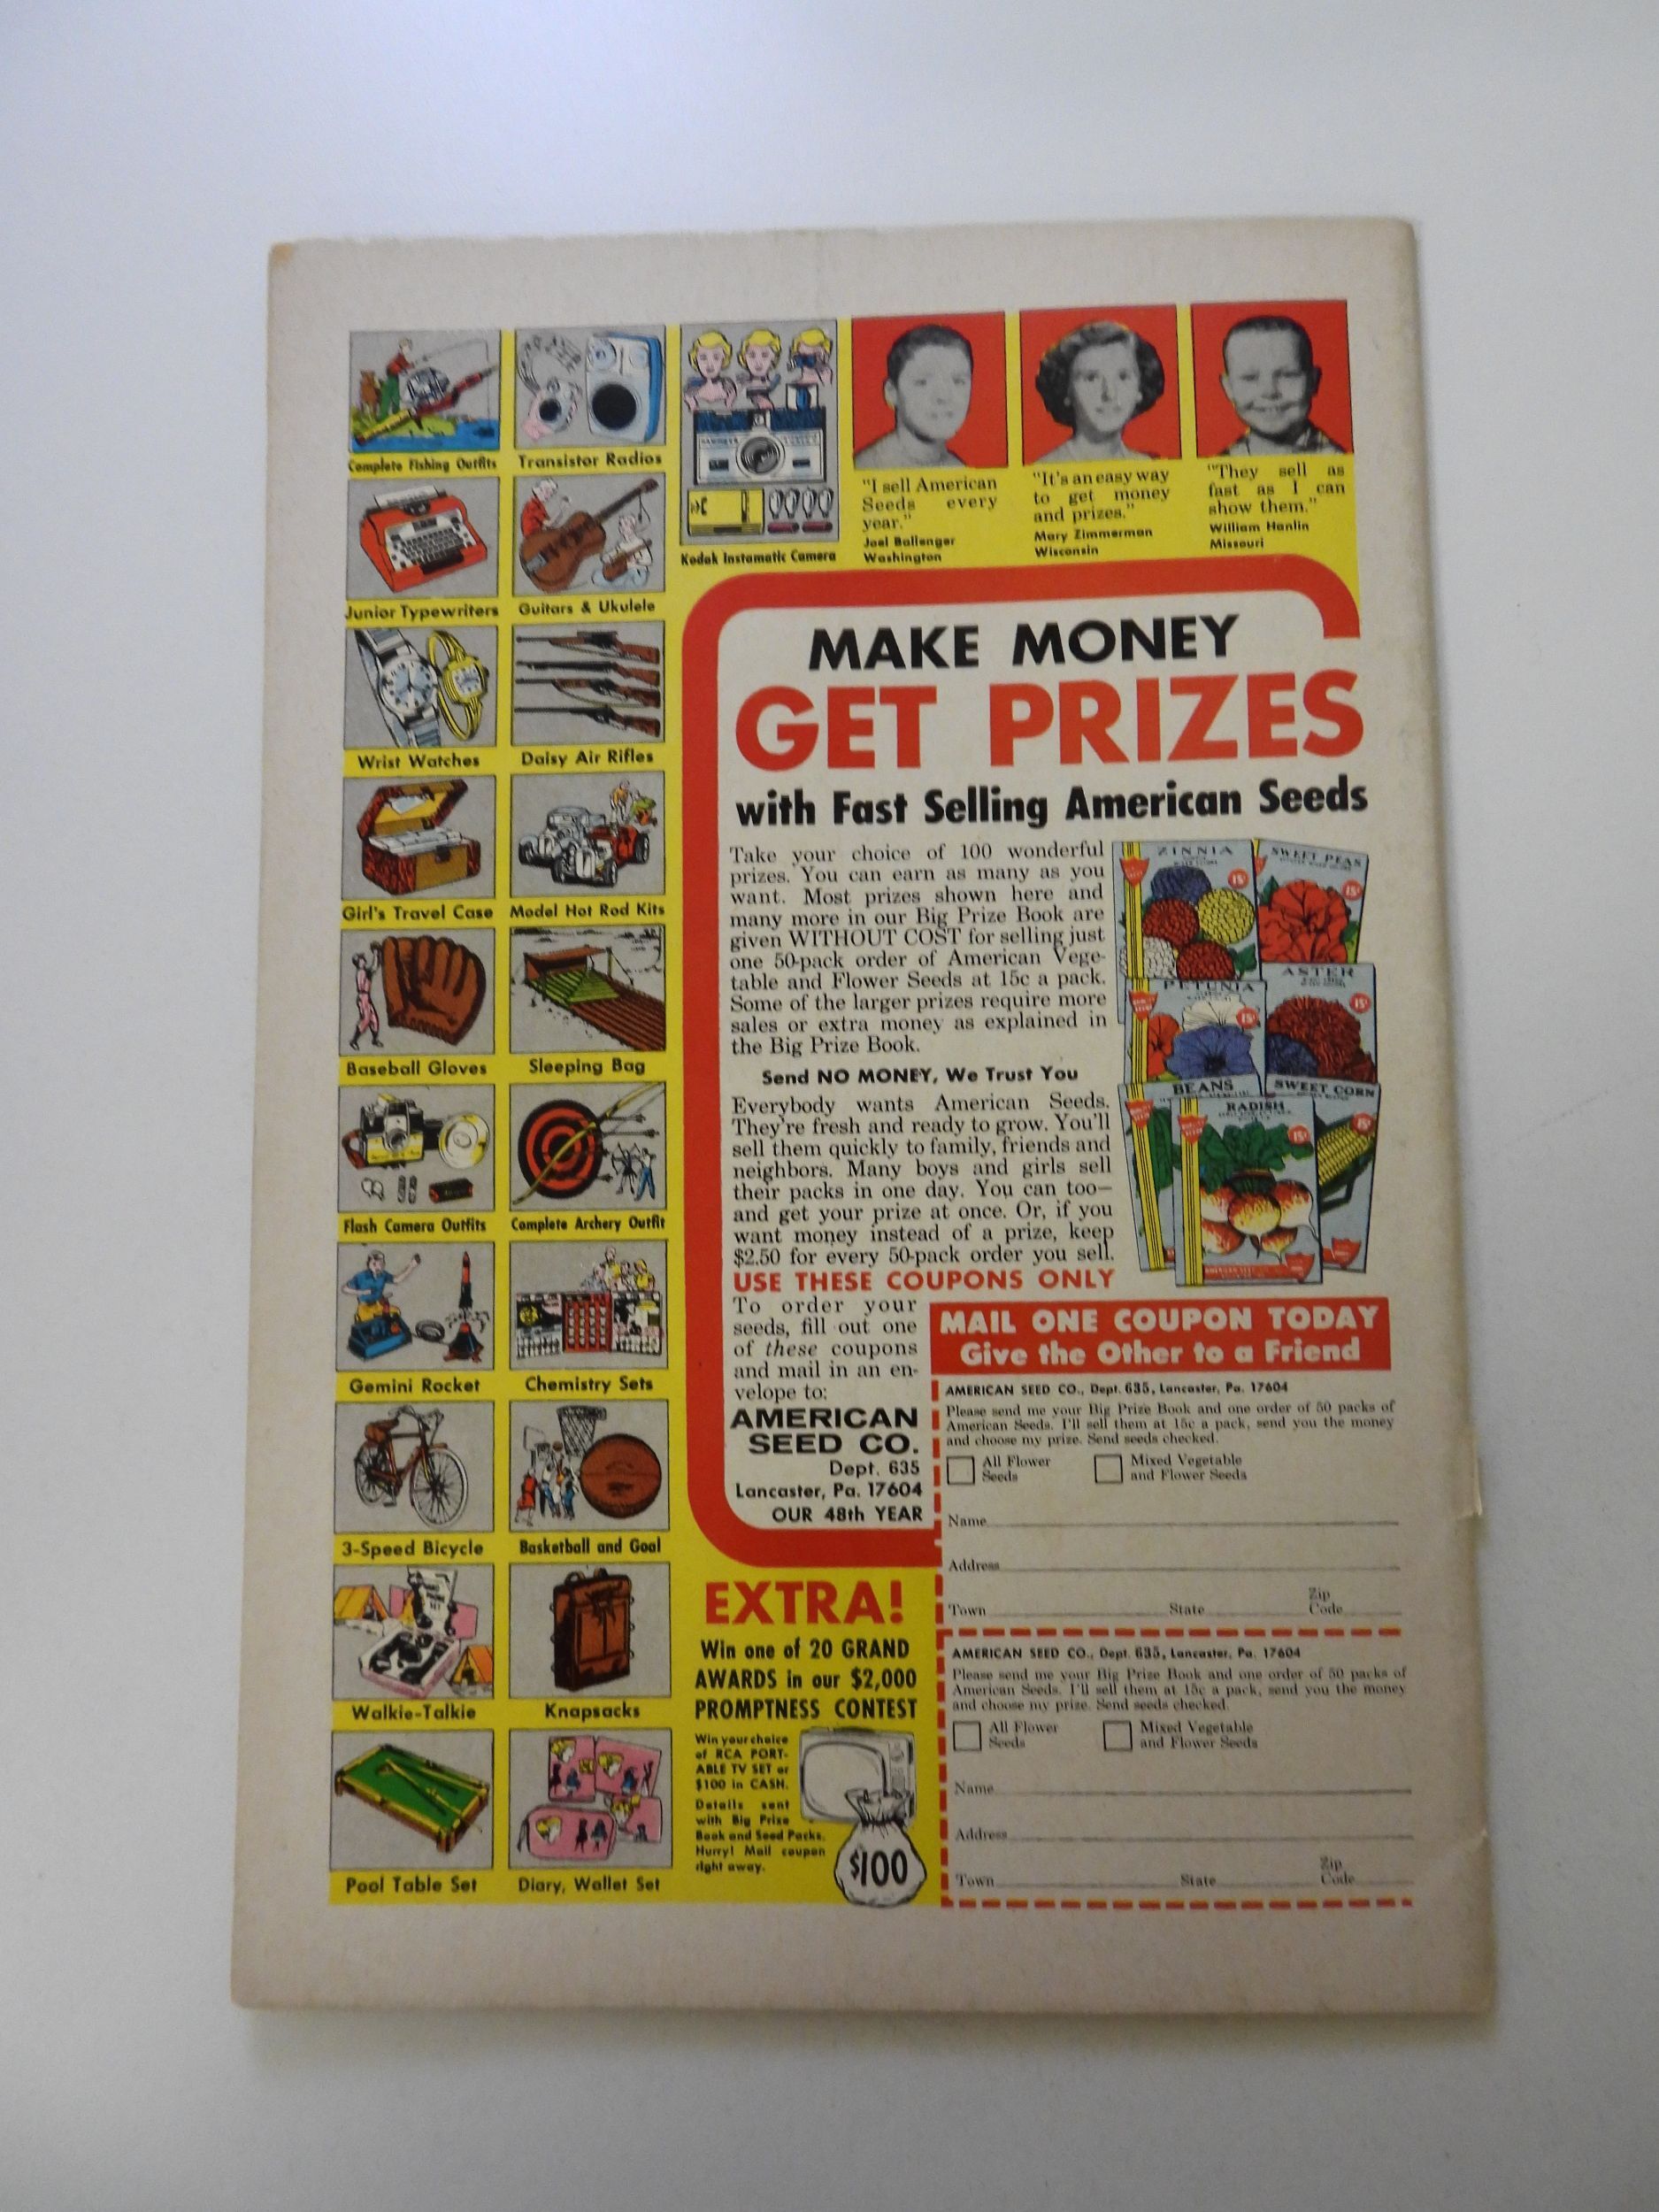 Complete Fishing Outfits
Transistor Radios
Junior Typewriters
Guitars & Ukulele
Kodak Instamatic Camera
Wrist Watches
Daisy Air Rifles
Girl's Travel Case
Model Hot Rod Kits
Baseball Gloves
Sleeping Bag
Flash Camera Outfits
Complete Archery Outfit
Gemini Rocket
Chemistry Sets
3-Speed Bicycle
Basketball and Goal
Walkie-Talkie
Knapsacks
Pool Table Set
Diary, Wallet Set
"I sell American
Seeds every
year."
Joel Ballenger
Washington
"It's an easy way
to get money
and prizes."
Mary Zimmerman
Wisconsin
"They sell as
fast as I can
show them."
William Hanlin
Missouri
MAKE MONEY
GET PRIZES
with Fast Selling American Seeds
Take your choice of 100 wonderful
prizes. You can earn as many as you
want. Most prizes shown here and
many more in our Big Prize Book are
given WITHOUT COST for selling just
one 50-pack order of American Vege-
table and Flower Seeds at 15c a pack.
Some of the larger prizes require more
sales or extra money as explained in
the Big Prize Book.
Send NO MONEY, We Trust You
Everybody wants American Seeds.
They're fresh and ready to grow. You'll
sell them quickly to family, friends and
neighbors. Many boys and girls sell
their packs in one day. You can too—
and get your prize at once. Or, if you
want money instead of a prize, keep
$2.50 for every 50-pack order you sell.
USE THESE COUPONS ONLY
To order your
seeds, fill out one
of these coupons
and mail in an en-
velope to:
AMERICAN
SEED CO.
Dept. 635
Lancaster, Pa. 17604
OUR 48th YEAR
ZINNIA
15¢
SWEET PEAS
15¢
PETUNIA
15¢
ASTER
15¢
BEANS
RADISH
15¢
SWEET CORN
15¢
MAIL ONE COUPON TODAY
Give the Other to a Friend
AMERICAN SEED CO., Dept. 635, Lancaster, Pa. 17604
Please send me your Big Prize Book and one order of 50 packs of
American Seeds. I'll sell them at 15c a pack, send you the money
and choose my prize. Send seeds checked.
All Flower
Seeds
Mixed Vegetable
and Flower Seeds
Name
Address
Town State Zip
Code
AMERICAN SEED CO., Dept. 635, Lancaster, Pa. 17604
Please send me your Big Prize Book and one order of 50 packs of
American Seeds. I'll sell them at 15c a pack, send you the money
and choose my prize. Send seeds checked.
All Flower
Seeds
Mixed Vegetable
and Flower Seeds
Name
Address
Town State Zip
Code
EXTRA!
Win one of 20 GRAND
AWARDS in our $2,000
PROMPTNESS CONTEST
Win your choice
of RCA PORT-
ABLE TV SET or
$100 in CASH.
Details sent
with Big Prize
Book and Seed Packs.
Hurry! Mail coupon
right away.
$100